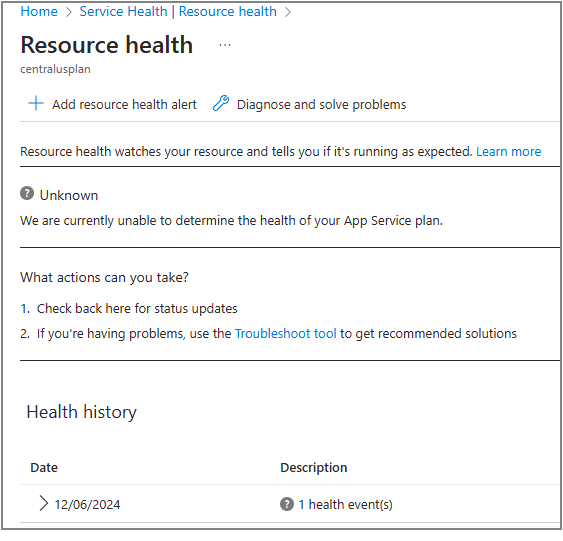 Home > Service Health | Resource health >
Resource health ...
centralusplan
+ Add resource health alert Diagnose and solve problems
Resource health watches your resource and tells you if it's running as expected. Learn more
? Unknown
We are currently unable to determine the health of your App Service plan.
What actions can you take?
1. Check back here for status updates
2. If you're having problems, use the Troubleshoot tool to get recommended solutions
Health history
Date Description
> 12/06/2024 ? 1 health event(s)